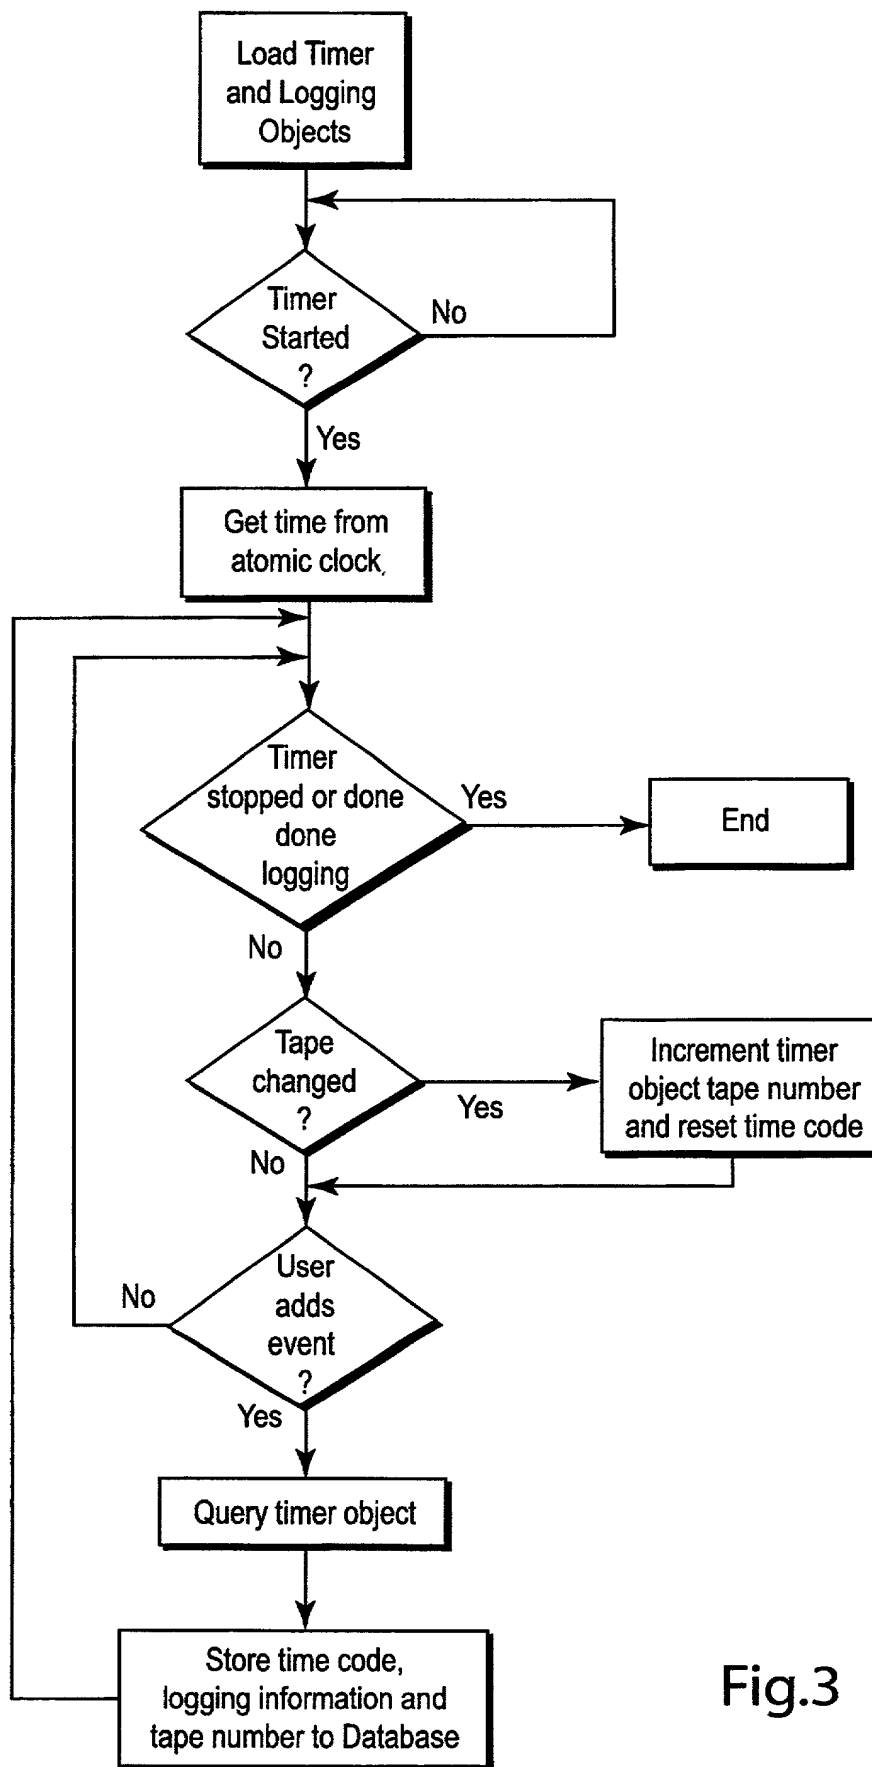 Load Timer
and Logging
Objects
Timer
Started
?
No
Yes
Get time from
atomic clock
Timer
stopped or done
done
logging
Yes
End
No
Tape
changed
?
Yes
Increment timer
object tape number
and reset time code
No
User
adds
event
?
No
Yes
Query timer object
Store time code,
logging information and
tape number to Database
Fig.3